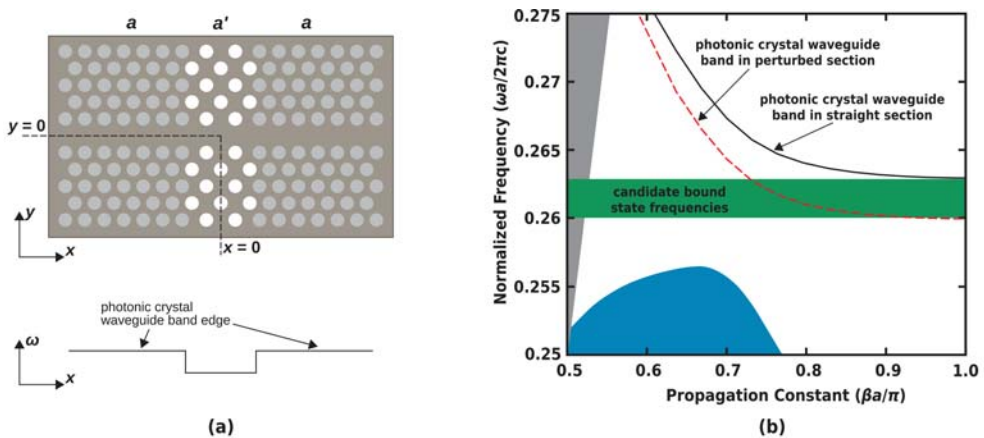 a a' a
y = 0
x = 0
y
x
photonic crystal
waveguide band edge
ω
x
(a)
Normalized Frequency (ωa/2πc)
0.275
0.27
0.265
0.26
0.255
0.25
photonic crystal waveguide
band in perturbed section
photonic crystal waveguide
band in straight section
candidate bound
state frequencies
0.5 0.6 0.7 0.8 0.9 1.0
Propagation Constant (βa/π)
(b)